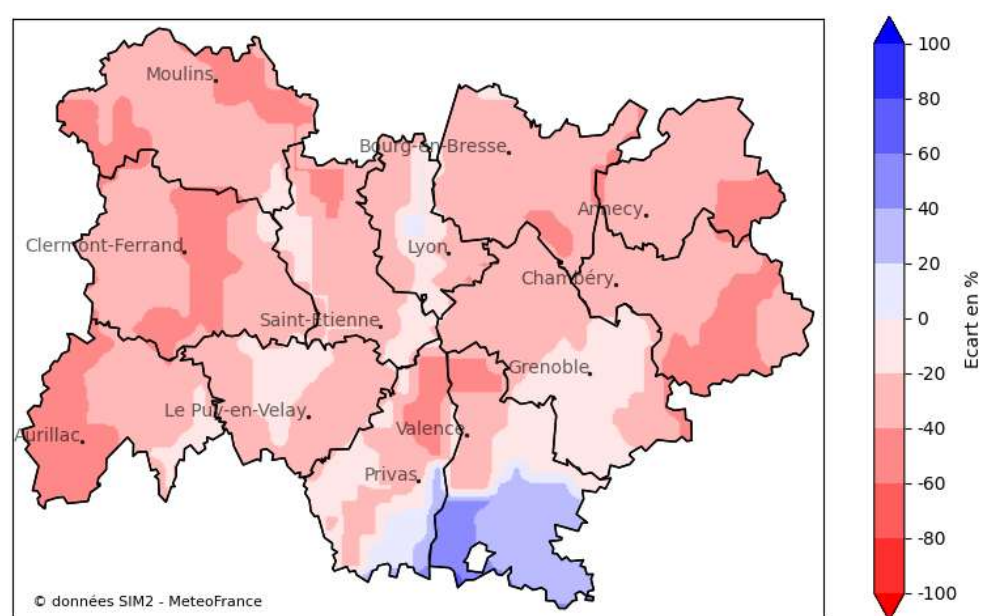 Moulins
Bourg-en-Bresse
Annecy
Clermont-Ferrand
Lyon
Chambéry
Saint-Etienne
Grenoble
Le Puy-en-Velay
Aurillac
Valence
Privas
© données SIM2 - MeteoFrance
100
80
60
40
20
0
-20
-40
-60
-80
-100
Ecart en %